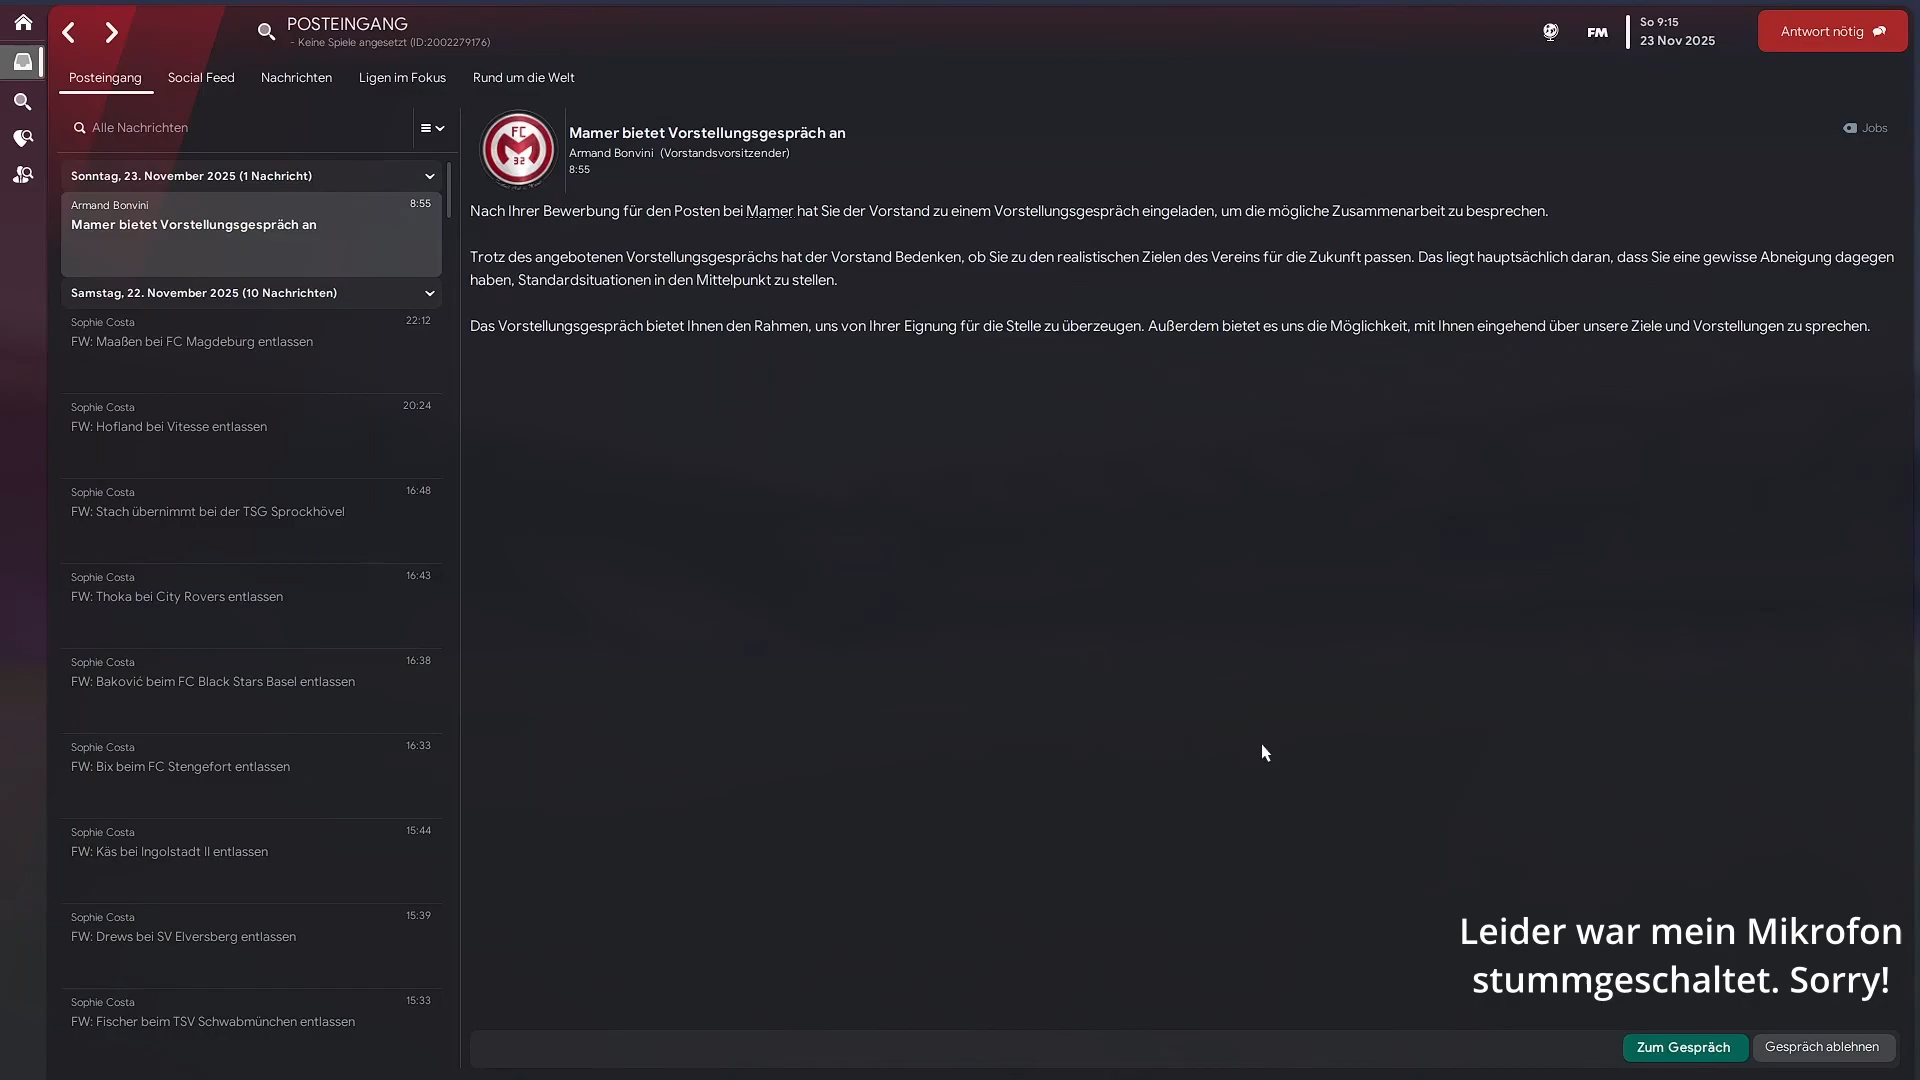 POSTEINGANG
- Keine Spiele angesetzt (ID:2002279176)
FM
So 9:15
23 Nov 2025
Antwort nötig
Posteingang
Social Feed
Nachrichten
Ligen im Fokus
Rund um die Welt
Alle Nachrichten
Sonntag, 23. November 2025 (1 Nachricht)
Armand Bonvini
8:55
Mamer bietet Vorstellungsgespräch an
Samstag, 22. November 2025 (10 Nachrichten)
Sophie Costa
22:12
FW: Maaßen bei FC Magdeburg entlassen
Sophie Costa
20:24
FW: Hofland bei Vitesse entlassen
Sophie Costa
16:48
FW: Stach übernimmt bei der TSG Sprockhövel
Sophie Costa
16:43
FW: Thoka bei City Rovers entlassen
Sophie Costa
16:38
FW: Baković beim FC Black Stars Basel entlassen
Sophie Costa
16:33
FW: Bix beim FC Stengefort entlassen
Sophie Costa
15:44
FW: Käs bei Ingolstadt II entlassen
Sophie Costa
15:39
FW: Drews bei SV Elversberg entlassen
Sophie Costa
15:33
FW: Fischer beim TSV Schwabmünchen entlassen
FC
32
Mamer bietet Vorstellungsgespräch an
Armand Bonvini (Vorstandsvorsitzender)
8:55
Jobs
Nach Ihrer Bewerbung für den Posten bei Mamer hat Sie der Vorstand zu einem Vorstellungsgespräch eingeladen, um die mögliche Zusammenarbeit zu besprechen.
Trotz des angebotenen Vorstellungsgesprächs hat der Vorstand Bedenken, ob Sie zu den realistischen Zielen des Vereins für die Zukunft passen. Das liegt hauptsächlich daran, dass Sie eine gewisse Abneigung dagegen
haben, Standardsituationen in den Mittelpunkt zu stellen.
Das Vorstellungsgespräch bietet Ihnen den Rahmen, uns von Ihrer Eignung für die Stelle zu überzeugen. Außerdem bietet es uns die Möglichkeit, mit Ihnen eingehend über unsere Ziele und Vorstellungen zu sprechen.
Leider war mein Mikrofon
stummgeschaltet. Sorry!
Zum Gespräch
Gespräch ablehnen